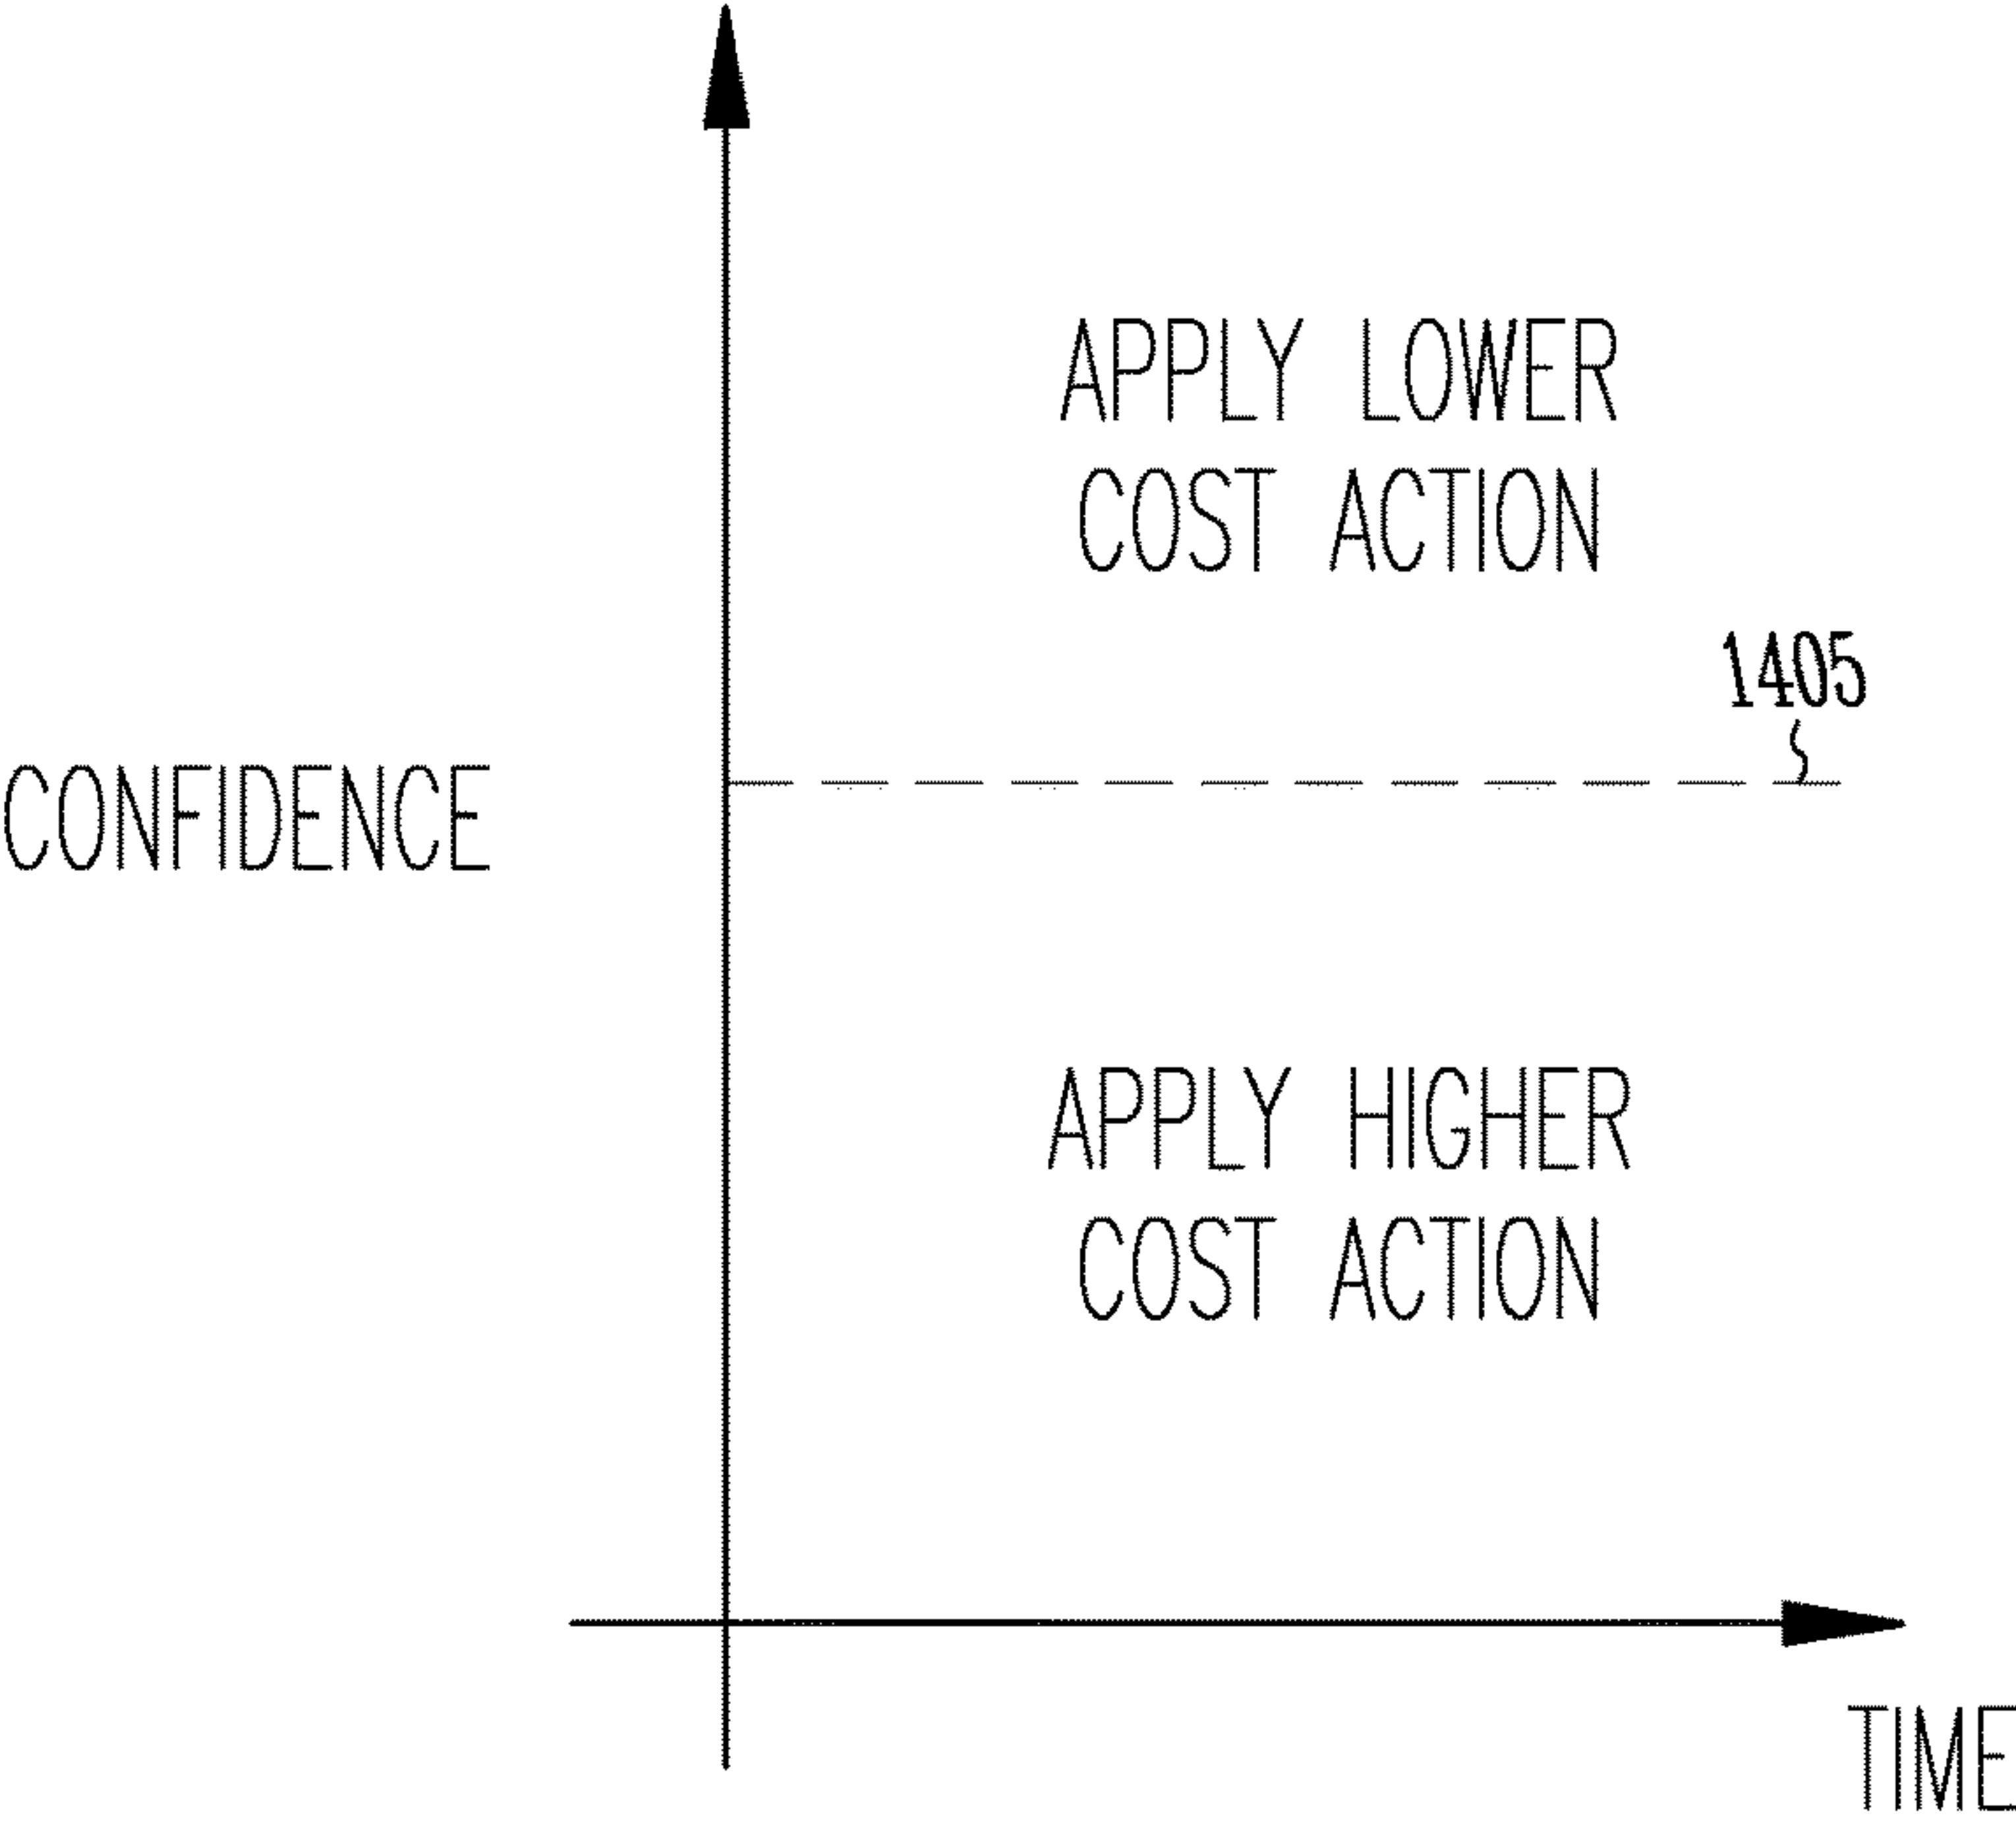 APPLY LOWER
COST ACTION
1405
CONFIDENCE
APPLY HIGHER
COST ACTION
TIME